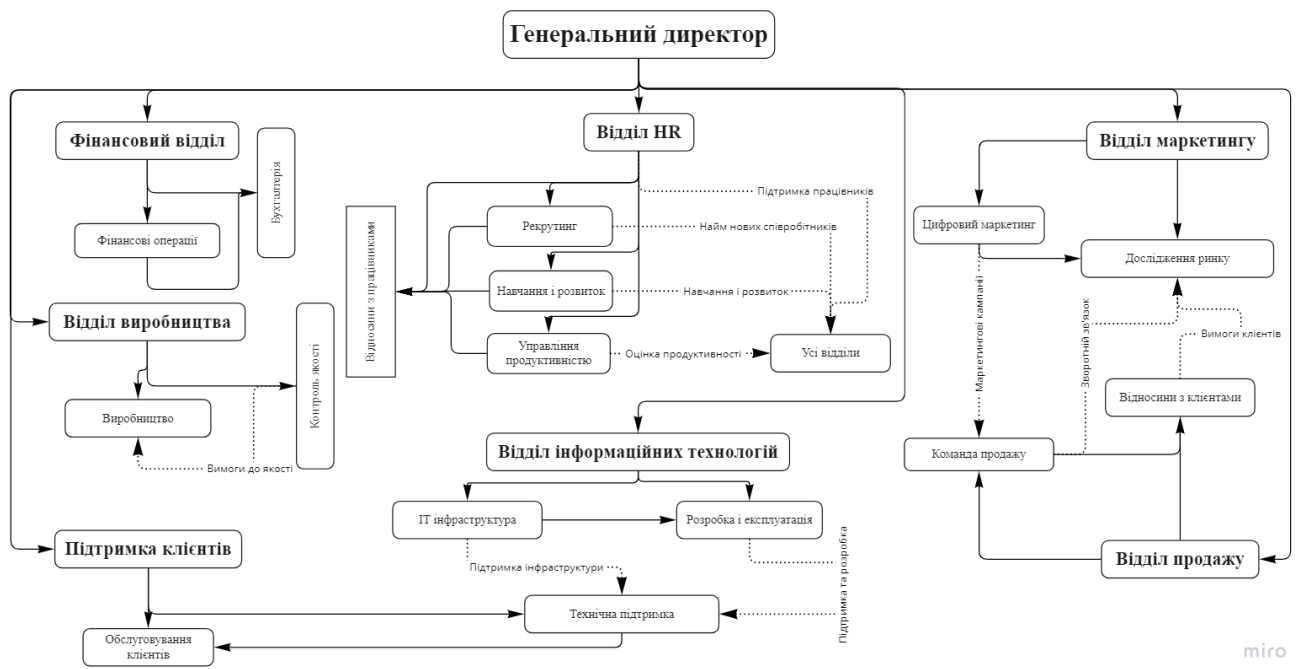 Генеральний директор
Фінансовий відділ
Відділ HR
Відділ маркетингу
Бухгалтерія
Підтримка працівників
Рекрутинг
Найм нових співробітників
Цифровий маркетинг
Фінансові операції
Відносини з працівниками
Дослідження ринку
Навчання і розвиток
Навчання і розвиток
Відділ виробництва
Контроль якості
Маркетингові кампанії
Зворотній зв'язок
Вимоги клієнтів
Управління
продуктивністю
Оцінка продуктивності
Усі відділи
Виробництво
Відносини з клієнтами
Вимоги до якості
Відділ інформаційних технологій
Команда продажу
ІТ інфраструктура
Розробка і експлуатація
Підтримка клієнтів
Підтримка інфраструктури
Підтримка та розробка
Відділ продажу
Технічна підтримка
Обслуговування
клієнтів
miro